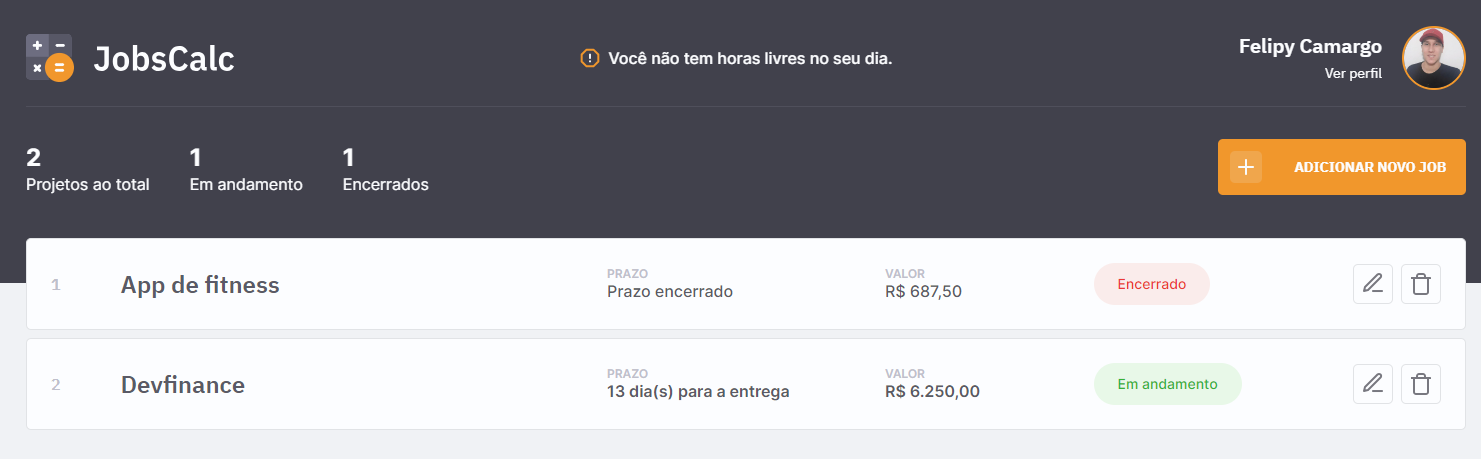 JobsCalc
Você não tem horas livres no seu dia.
Felipy Camargo
Ver perfil
2
Projetos ao total
1
Em andamento
1
Encerrados
ADICIONAR NOVO JOB
1
App de fitness
PRAZO
Prazo encerrado
VALOR
R$ 687,50
Encerrado
2
Devfinance
PRAZO
13 dia(s) para a entrega
VALOR
R$ 6.250,00
Em andamento